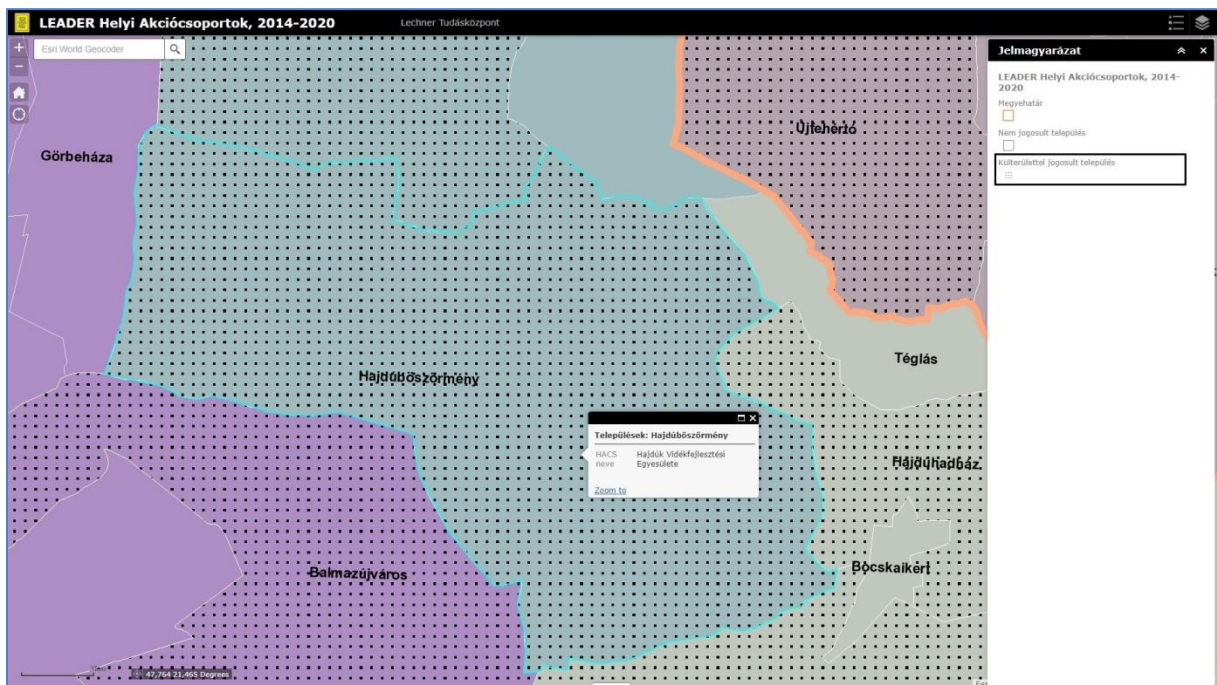 LEADER Helyi Akciócsoportok, 2014-2020
Lechner Tudásközpont
Esri World Geocoder
Jelmagyarázat
LEADER Helyi Akciócsoportok, 2014-
2020
Megyehatár
Nem jogosult település
Külterülettel jogosult település
Újfehértó
Görbeháza
Téglás
Hajdúböszörmény
Települések: Hajdúböszörmény
HACS neve
Hajdúk Vidékfejlesztési
Egyesülete
Zoom to
Hajdúhadház
Bocskaikért
Balmazújváros
47,764 21,465 Degrees